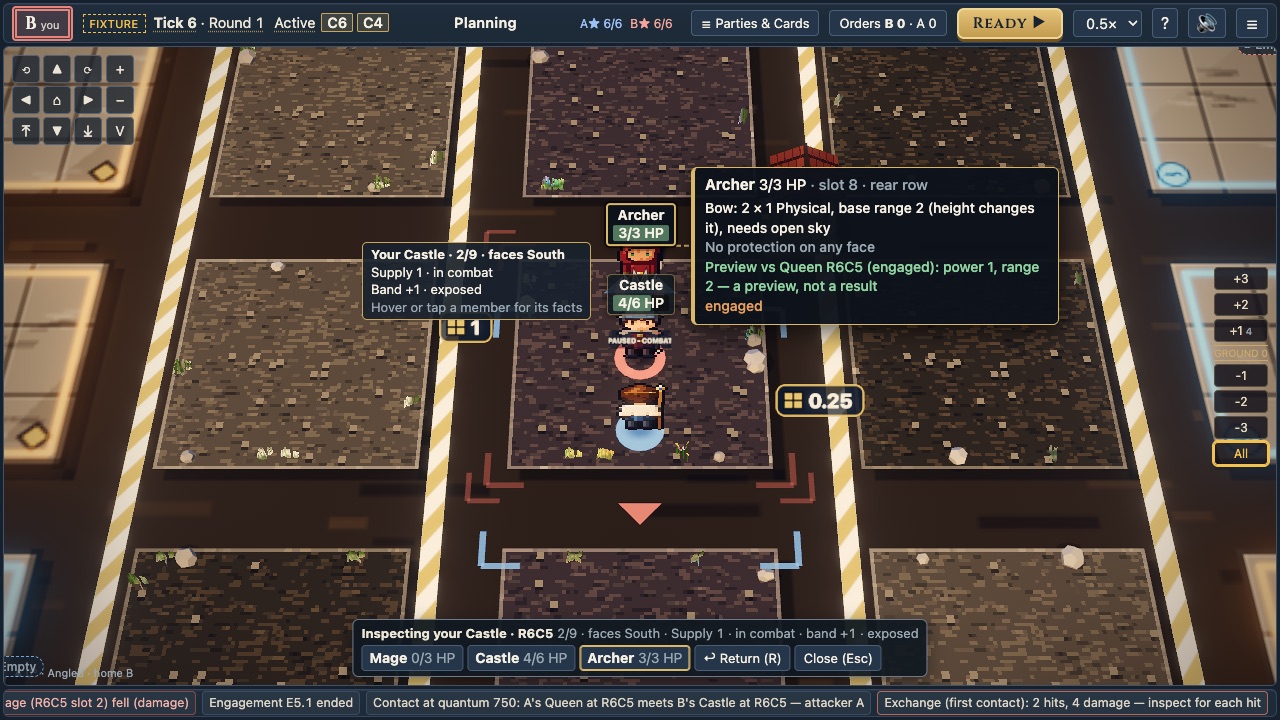 B you
FIXTURE
Tick 6 · Round 1
Active C6 C4
Planning
A★ 6/6 B★ 6/6
≡ Parties & Cards
Orders B 0 · A 0
READY ▶
0.5×
?
≡
V
Archer
3/3 HP
Castle
4/6 HP
PAUSED-COMBAT
Your Castle · 2/9 · faces South
Supply 1 · in combat
Band +1 · exposed
Hover or tap a member for its facts
1
0.25
Archer 3/3 HP · slot 8 · rear row
Bow: 2 × 1 Physical, base range 2 (height changes
it), needs open sky
No protection on any face
Preview vs Queen R6C5 (engaged): power 1, range
2 — a preview, not a result
engaged
+3
+2
+1 4
GROUND 0
-1
-2
-3
All
Inspecting your Castle · R6C5 2/9 · faces South · Supply 1 · in combat · band +1 · exposed
Mage 0/3 HP
Castle 4/6 HP
Archer 3/3 HP
↩ Return (R)
Close (Esc)
Empty
home B
age (R6C5 slot 2) fell (damage)
Engagement E5.1 ended
Contact at quantum 750: A's Queen at R6C5 meets B's Castle at R6C5 — attacker A
Exchange (first contact): 2 hits, 4 damage — inspect for each hit